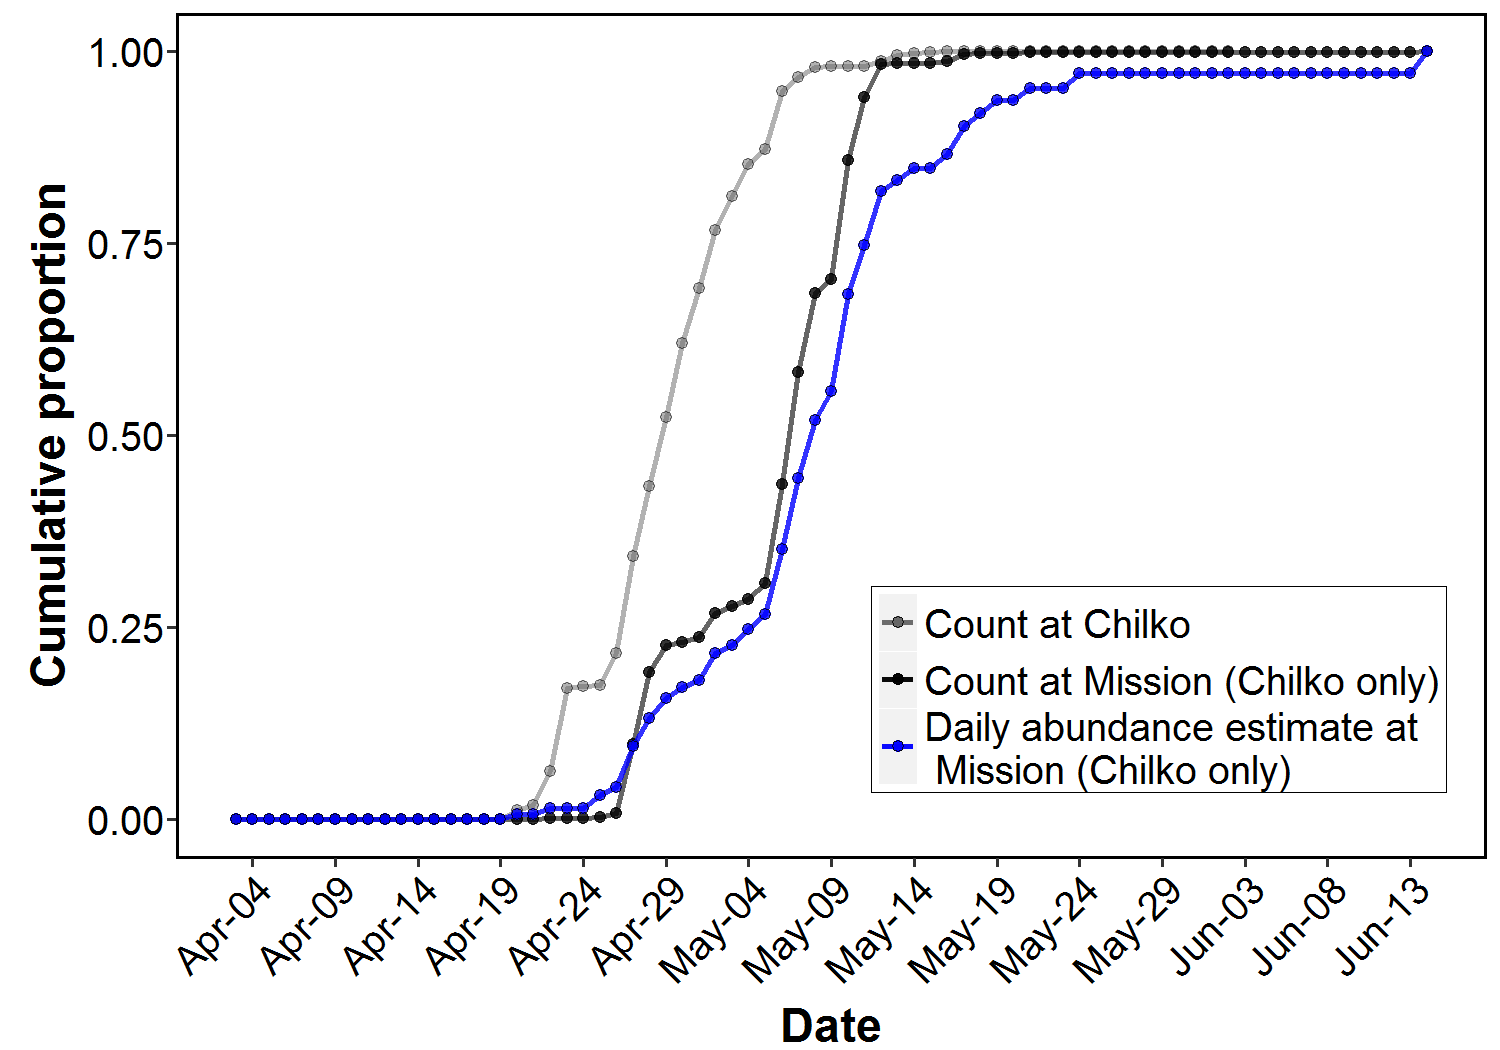 Cumulative proportion
1.00
0.75
0.50
0.25
0.00
Count at Chilko
Count at Mission (Chilko only)
Daily abundance estimate at
Mission (Chilko only)
Apr-04
Apr-09
Apr-14
Apr-19
Apr-24
Apr-29
May-04
May-09
May-14
May-19
May-24
May-29
Jun-03
Jun-08
Jun-13
Date